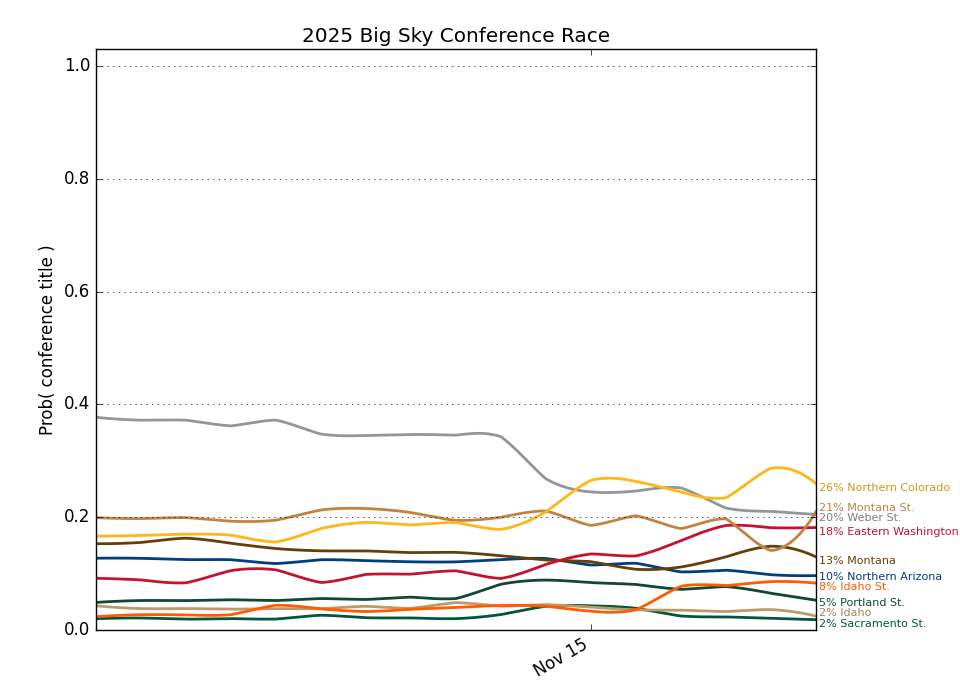 2025 Big Sky Conference Race
Prob( conference title )
1.0
0.8
0.6
0.4
0.2
0.0
Nov 15
26% Northern Colorado
21% Montana St.
20% Weber St.
18% Eastern Washington
13% Montana
10% Northern Arizona
8% Idaho St.
5% Portland St.
2% Idaho
2% Sacramento St.